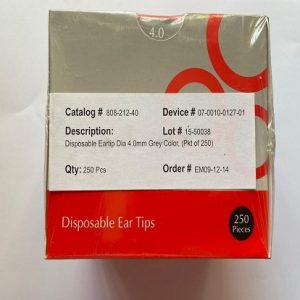 4.0
Catalog # 808-212-40 Device # 07-0010-0127-01
Description: Lot # 15-50038
Disposable Eartip Dia 4.0mm Grey Color, (Pkt of 250)
Qty: 250 Pcs Order # EM09-12-14
Disposable Ear Tips
250
Pieces